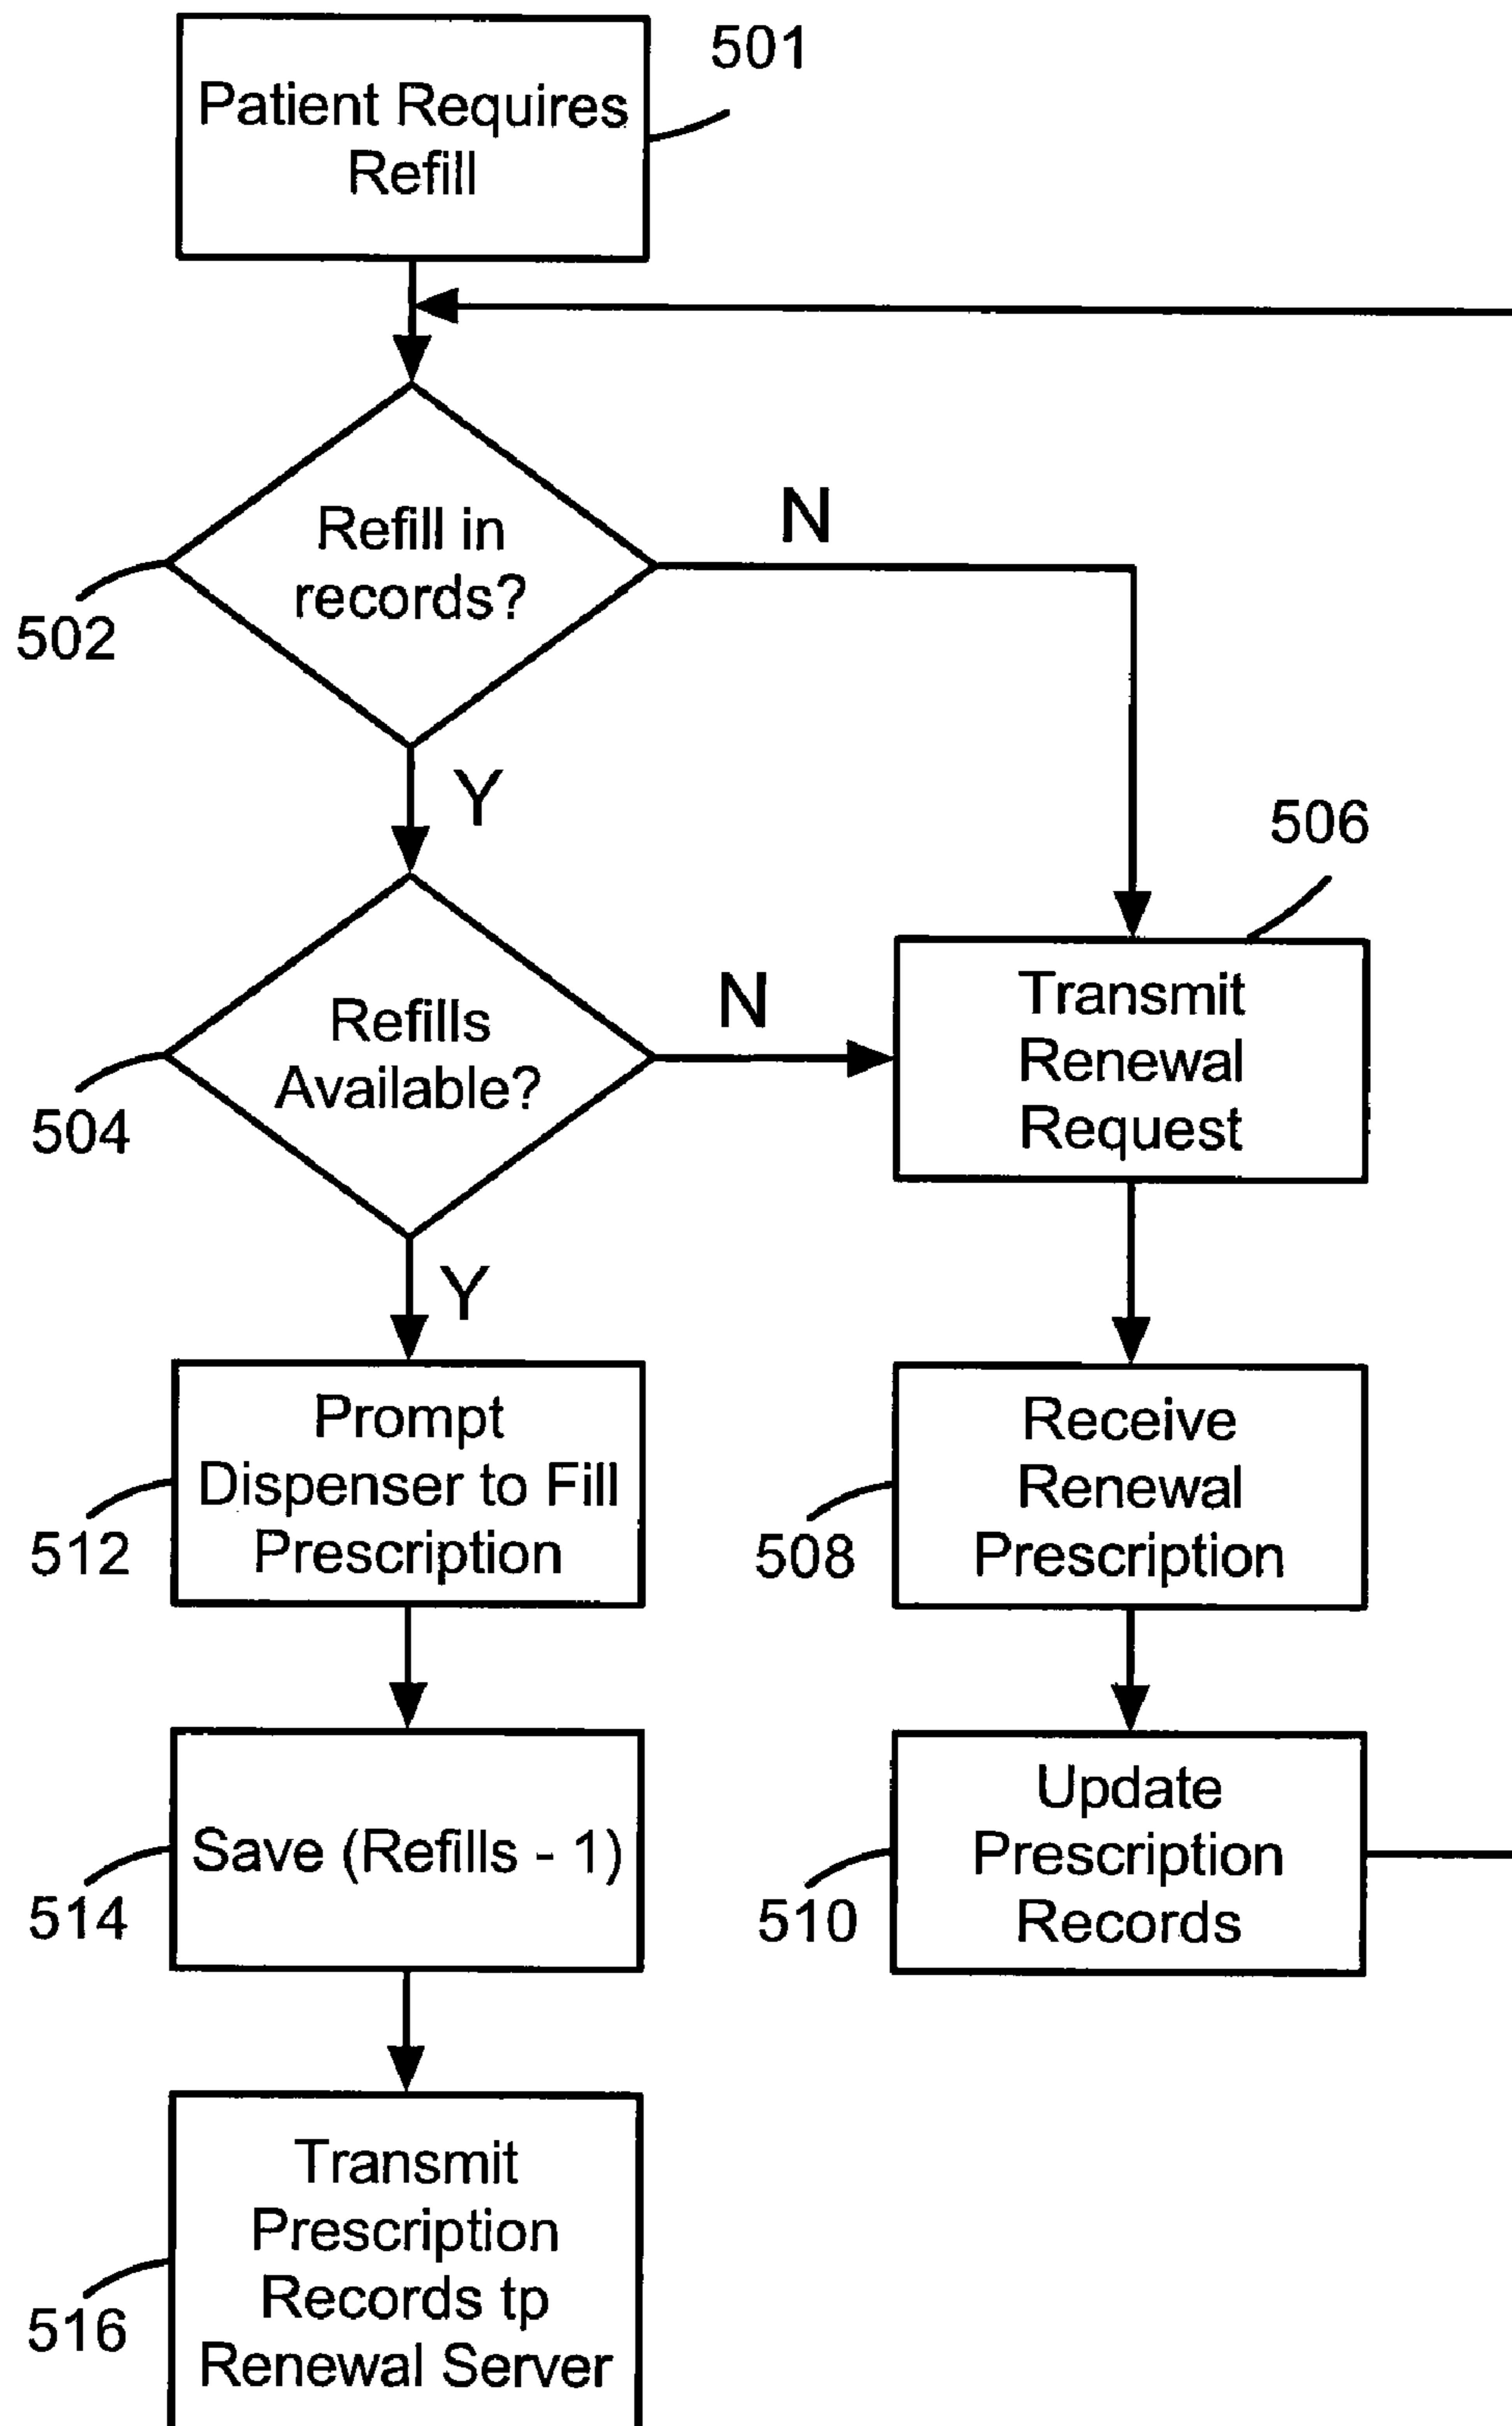 501
Patient Requires
Refill
Refill in
records?
N
502
Y
506
Refills
Available?
N
504
Transmit
Renewal
Request
Y
Prompt
Dispenser to Fill
Prescription
512
Receive
Renewal
Prescription
508
Save (Refills - 1)
514
Update
Prescription
Records
510
Transmit
Prescription
Records tp
Renewal Server
516